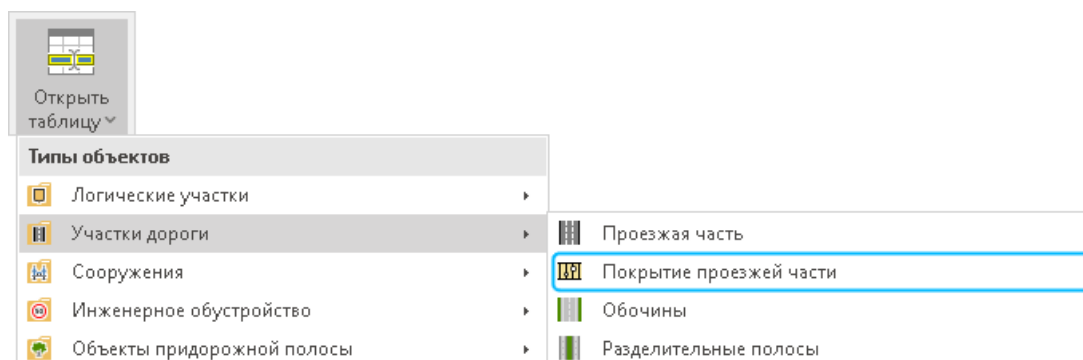 Открыть
таблицу
Типы объектов
Логические участки
Участки дороги
Проезжая часть
Сооружения
Покрытие проезжей части
Инженерное обустройство
Обочины
Объекты придорожной полосы
Разделительные полосы